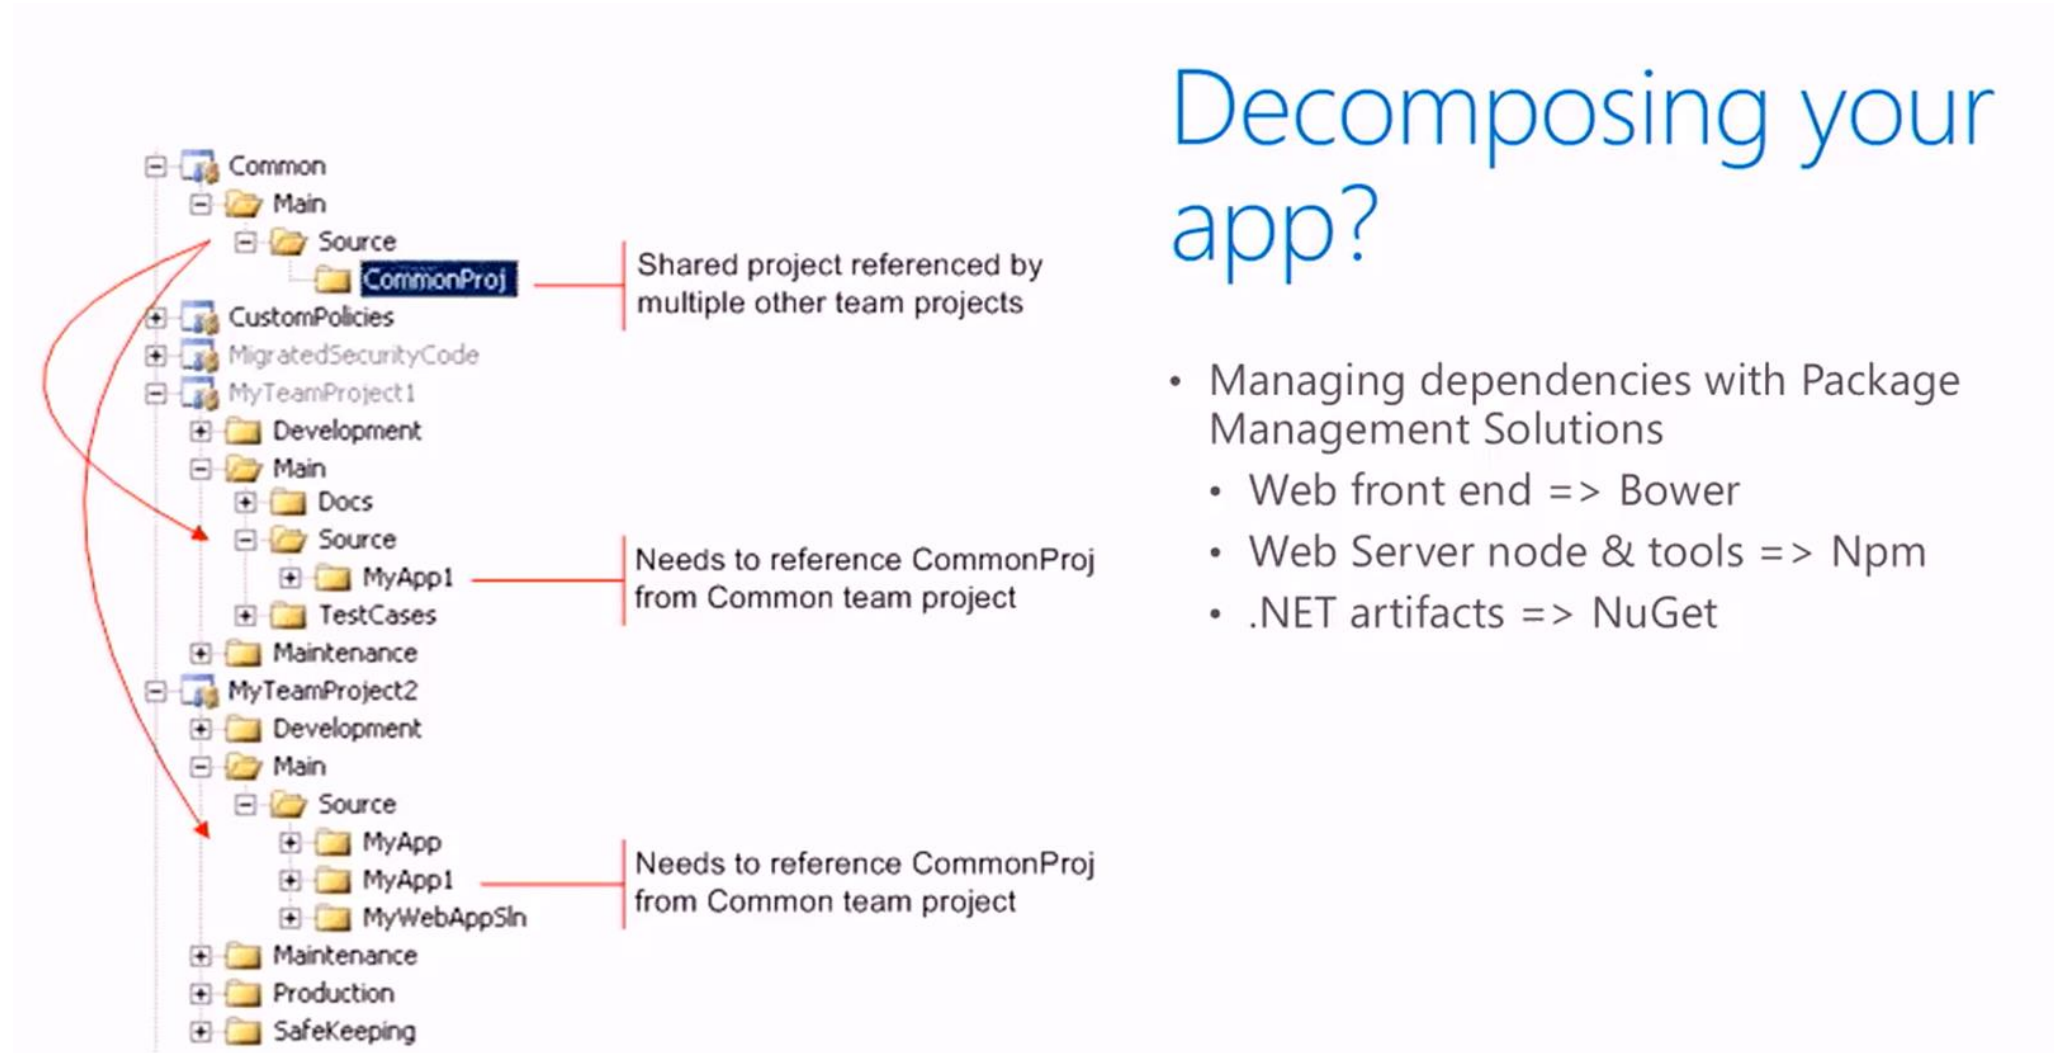 Common
Main
Source
CommonProj
Shared project referenced by
multiple other team projects
CustomPolicies
MigratedSecurityCode
MyTeamProject1
Development
Main
Docs
Source
MyApp1
Needs to reference CommonProj
from Common team project
TestCases
Maintenance
MyTeamProject2
Development
Main
Source
MyApp
MyApp1
Needs to reference CommonProj
from Common team project
MyWebAppSln
Maintenance
Production
SafeKeeping
Decomposing your
app?
• Managing dependencies with Package
Management Solutions
• Web front end => Bower
• Web Server node & tools => Npm
• .NET artifacts => NuGet